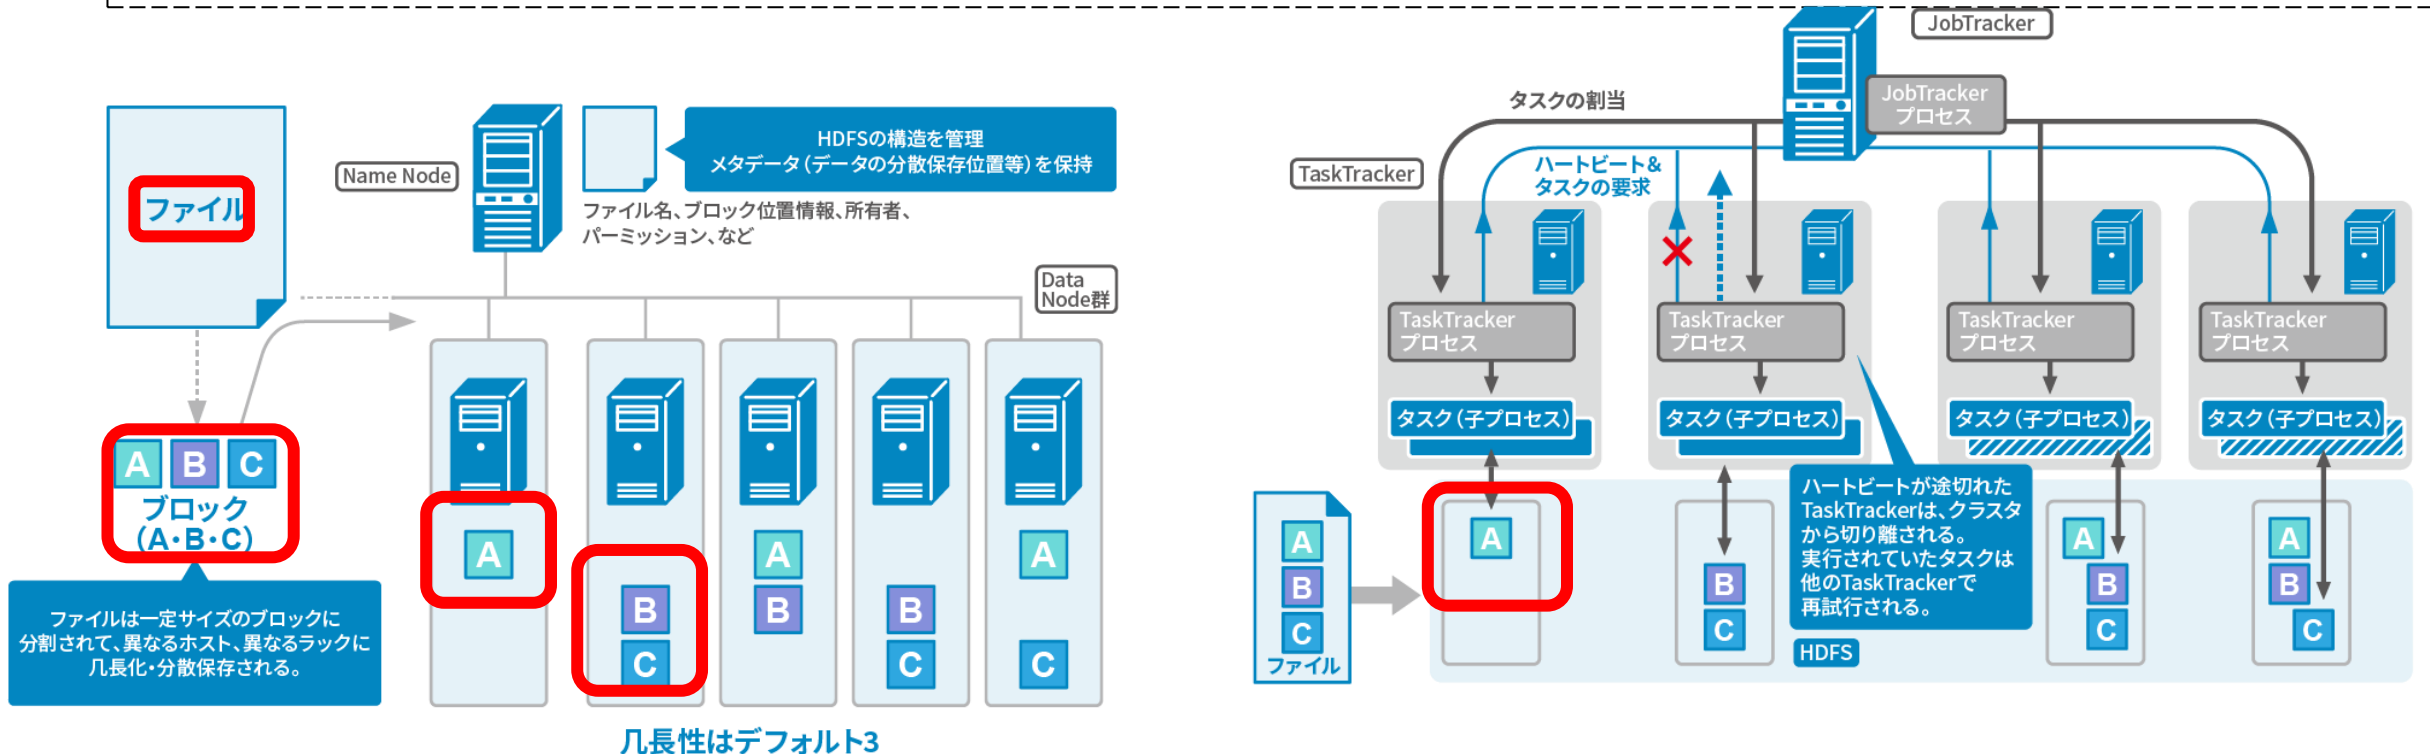 ファイル
A B C
ブロック
(A・B・C)
ファイルは一定サイズのブロックに
分割されて、異なるホスト、異なるラックに
几長化・分散保存される。
Name Node
HDFSの構造を管理
メタデータ(データの分散保存位置等)を保持
ファイル名、ブロック位置情報、所有者、
パーミッション、など
Data
Node群
A
B
C
A
B
B
C
A
C
几長性はデフォルト3
JobTracker
JobTracker
プロセス
タスクの割当
TaskTracker
ハートビート&
タスクの要求
TaskTracker
プロセス
TaskTracker
プロセス
TaskTracker
プロセス
TaskTracker
プロセス
タスク(子プロセス)
タスク(子プロセス)
タスク(子プロセス)
タスク(子プロセス)
ハートビートが途切れた
TaskTrackerは、クラスタ
から切り離される。
実行されていたタスクは
他のTaskTrackerで
再試行される。
A
B
C
ファイル
A
B
C
A
B
C
A
B
C
HDFS